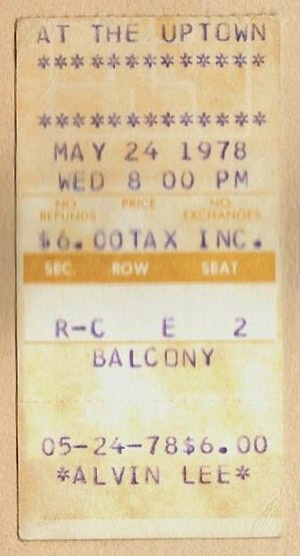 AT THE UPTOWN
*************
*************
MAY 24 1978
WED 8 00 PM
NO REFUNDS PRICE NO EXCHANGES
$6.00TAX INC.
SEC. ROW SEAT
R-C E 2
BALCONY
05-24-78$6.00
*ALVIN LEE*